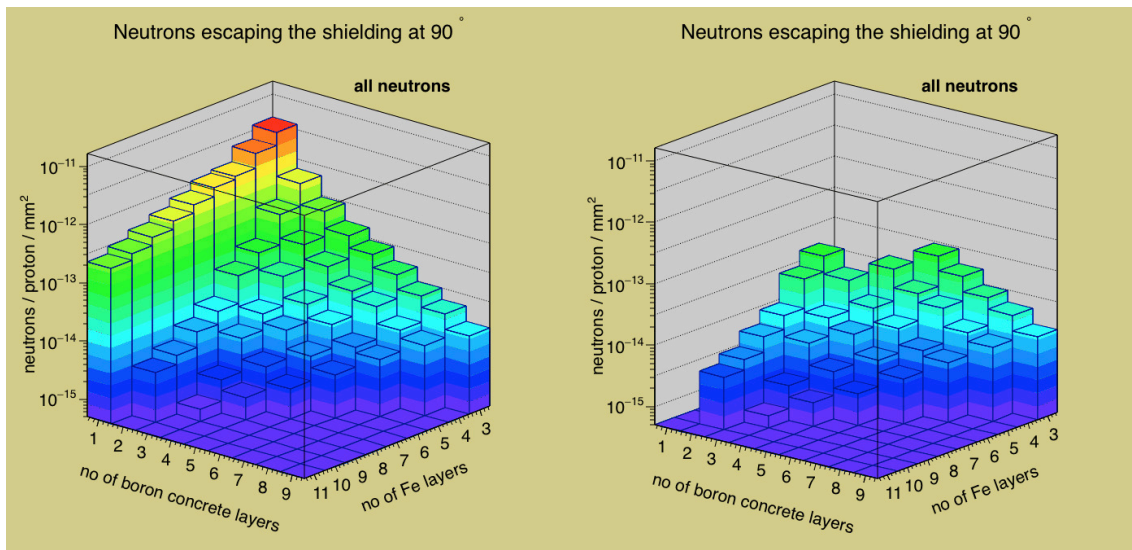 Neutrons escaping the shielding at 90 °
all neutrons
neutrons / proton / mm²
10⁻¹¹
10⁻¹²
10⁻¹³
10⁻¹⁴
10⁻¹⁵
1 2 3 4 5 6 7 8 9
no of boron concrete layers
11 10 9 8 7 6 5 4 3
no of Fe layers
Neutrons escaping the shielding at 90 °
all neutrons
neutrons / proton / mm²
10⁻¹¹
10⁻¹²
10⁻¹³
10⁻¹⁴
10⁻¹⁵
1 2 3 4 5 6 7 8 9
no of boron concrete layers
11 10 9 8 7 6 5 4 3
no of Fe layers